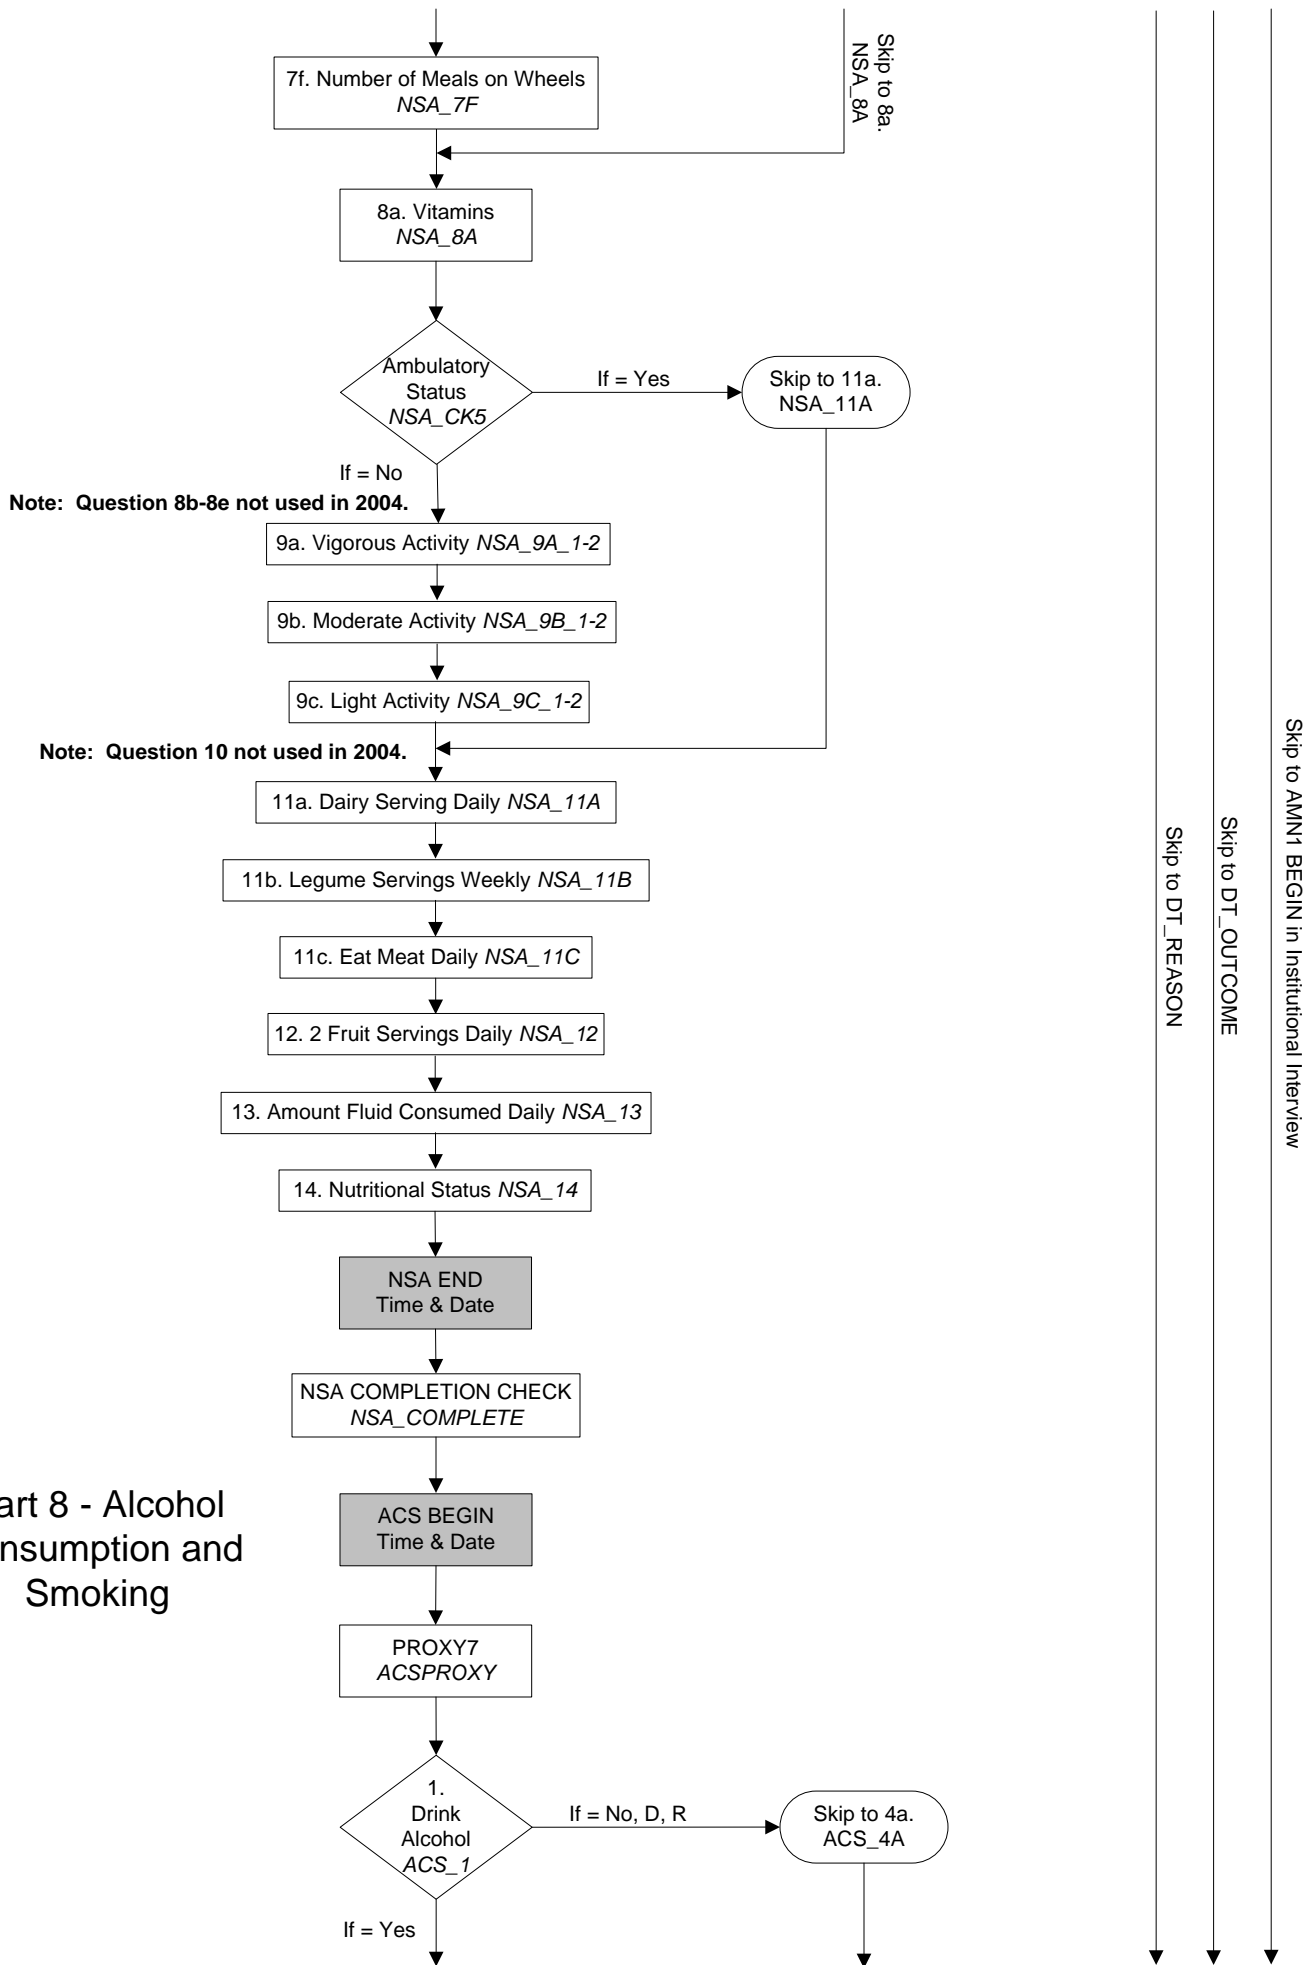 Skip to 8a.
NSA_8A
7f. Number of Meals on Wheels
NSA_7F
8a. Vitamins
NSA_8A
Ambulatory
Status
NSA_CK5
If = Yes
Skip to 11a.
NSA_11A
If = No
Note: Question 8b-8e not used in 2004.
9a. Vigorous Activity NSA_9A_1-2
9b. Moderate Activity NSA_9B_1-2
9c. Light Activity NSA_9C_1-2
Note: Question 10 not used in 2004.
11a. Dairy Serving Daily NSA_11A
11b. Legume Servings Weekly NSA_11B
11c. Eat Meat Daily NSA_11C
12. 2 Fruit Servings Daily NSA_12
13. Amount Fluid Consumed Daily NSA_13
14. Nutritional Status NSA_14
NSA END
Time & Date
NSA COMPLETION CHECK
NSA_COMPLETE
art 8 - Alcohol
nsumption and
Smoking
ACS BEGIN
Time & Date
PROXY7
ACSPROXY
1.
Drink
Alcohol
ACS_1
If = No, D, R
Skip to 4a.
ACS_4A
If = Yes
Skip to DT_REASON
Skip to DT_OUTCOME
Skip to AMN1 BEGIN in Institutional Interview